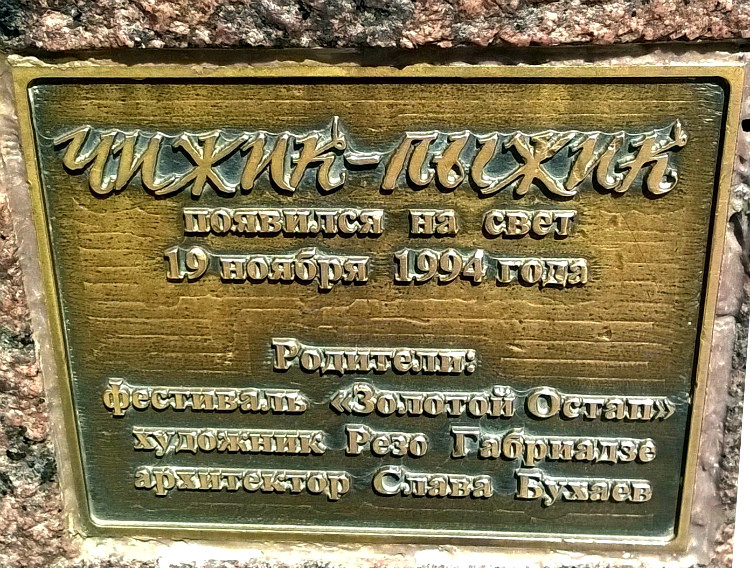 Чижик-Пыжик
появился на свет
19 ноября 1994 года
Родители:
фестиваль «Золотой Остап»
художник Резо Габриадзе
архитектор Слава Бухаев